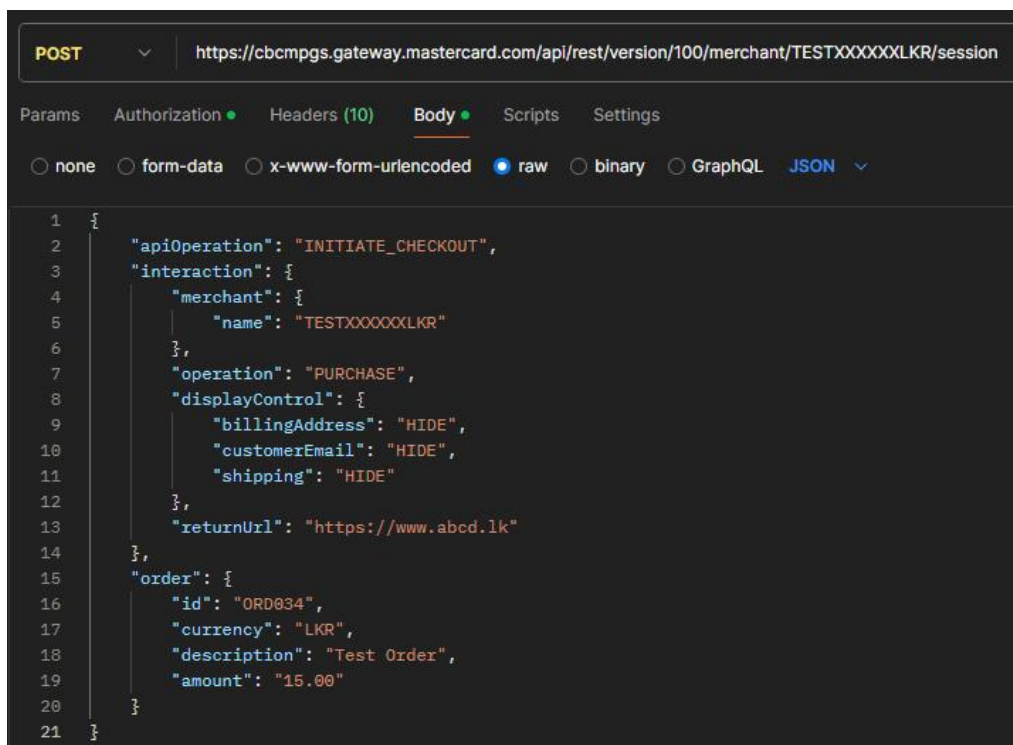 POST https://cbcmpgs.gateway.mastercard.com/api/rest/version/100/merchant/TESTXXXXXXLKR/session
Params Authorization Headers (10) Body Scripts Settings
none form-data x-www-form-urlencoded raw binary GraphQL JSON
1 {
2 "apiOperation": "INITIATE_CHECKOUT",
3 "interaction": {
4 "merchant": {
5 "name": "TESTXXXXXXLKR"
6 },
7 "operation": "PURCHASE",
8 "displayControl": {
9 "billingAddress": "HIDE",
10 "customerEmail": "HIDE",
11 "shipping": "HIDE"
12 },
13 "returnUrl": "https://www.abcd.lk"
14 },
15 "order": {
16 "id": "ORD034",
17 "currency": "LKR",
18 "description": "Test Order",
19 "amount": "15.00"
20 }
21 }